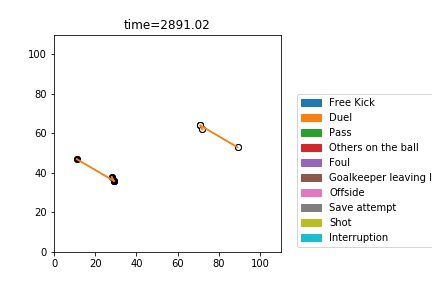 time=2891.02
100
80
60
40
20
0
0 20 40 60 80 100
Free Kick
Duel
Pass
Others on the ball
Foul
Goalkeeper leaving l
Offside
Save attempt
Shot
Interruption